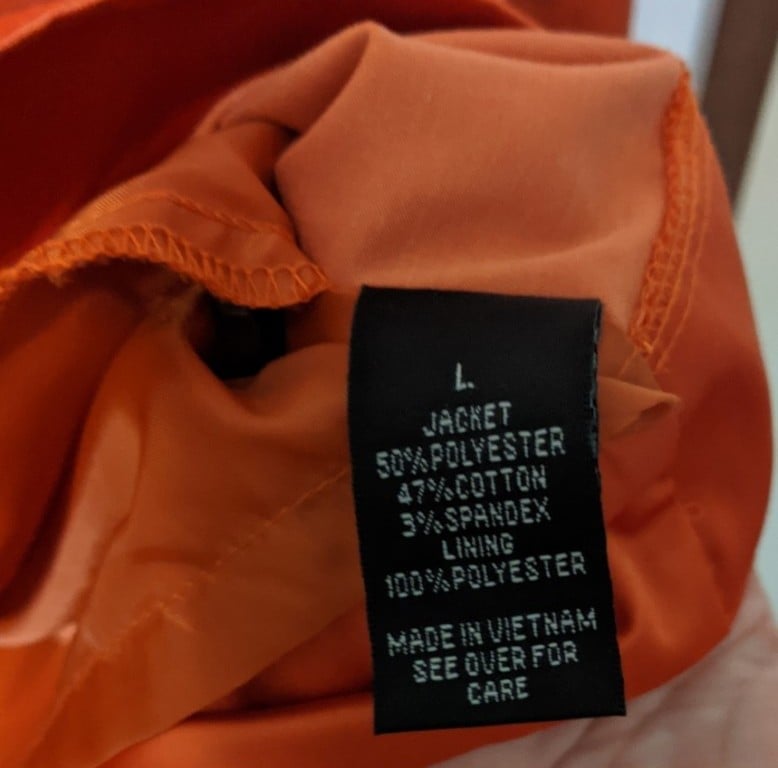 L.
JACKET
50%POLYESTER
47%COTTON
3%SPANDEX
LINING
100%POLYESTER
MADE IN VIETNAM
SEE OVER FOR
CARE